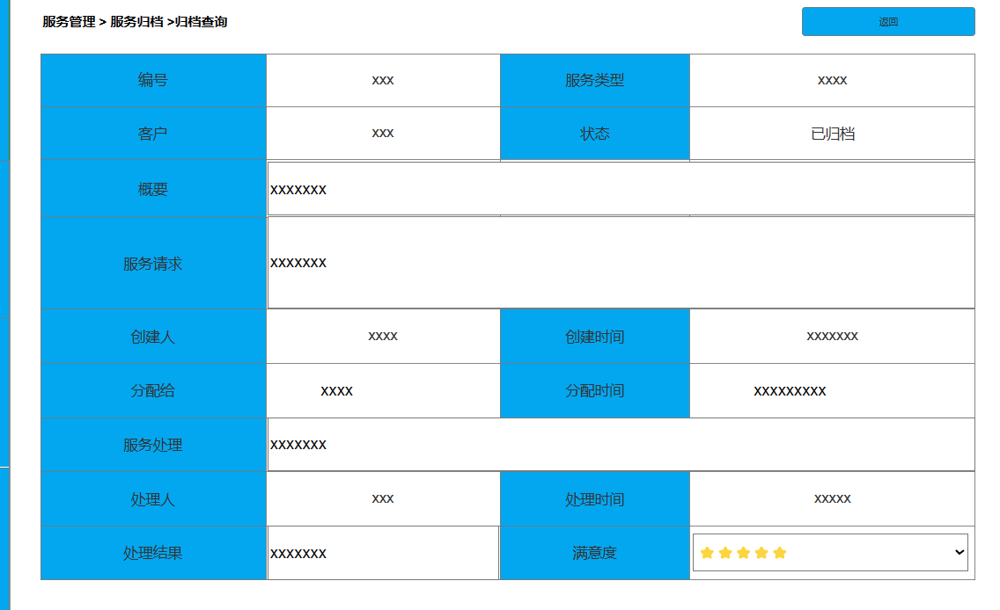 服务管理 > 服务归档 >归档查询
返回
编号 xxx 服务类型 xxxx
客户 xxx 状态 已归档
概要 xxxxxxx
服务请求 xxxxxxx
创建人 xxxx 创建时间 xxxxxxx
分配给 xxxx 分配时间 xxxxxxxxx
服务处理 xxxxxxx
处理人 xxx 处理时间 xxxxx
处理结果 xxxxxxx 满意度